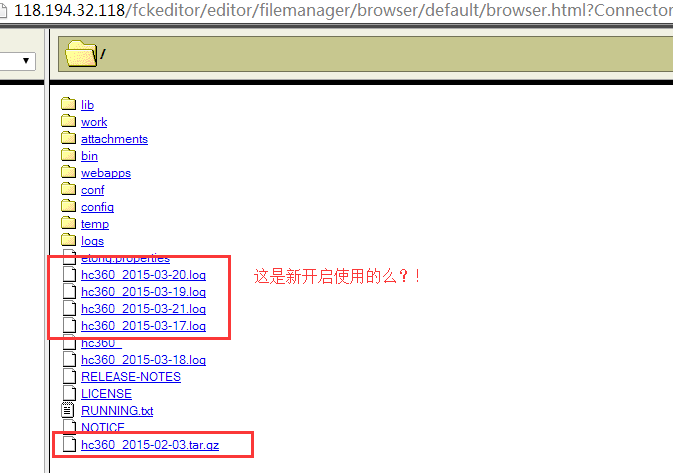 118.194.32.118/fckeditor/editor/filemanager/browser/default/browser.html?Connector
/
lib
work
attachments
bin
webapps
conf
config
temp
logs
etong.properties
hc360_2015-03-20.log
hc360_2015-03-19.log
hc360_2015-03-21.log
hc360_2015-03-17.log
hc360_
hc360_2015-03-18.log
RELEASE-NOTES
LICENSE
RUNNING.txt
NOTICE
hc360_2015-02-03.tar.gz
这是新开启使用的么？！